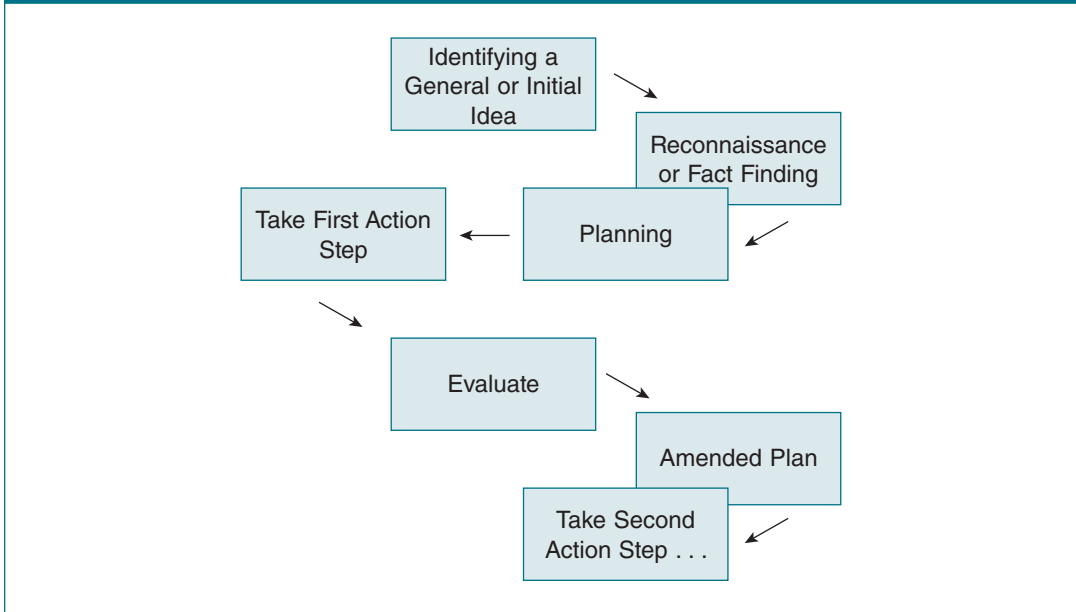 Identifying a
General or Initial
Idea
Reconnaissance
or Fact Finding
Planning
Take First Action
Step
Evaluate
Amended Plan
Take Second
Action Step . . .